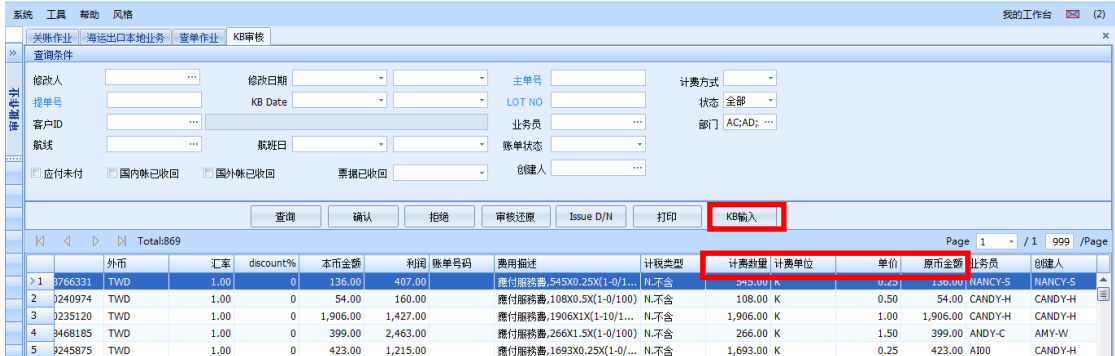 系统 工具 帮助 风格 我的工作台 (2)
关账作业 海运出口本地业务 查单作业 KB审核 ×
» 查询条件
审批作业
修改人 ... 修改日期 主单号 计费方式
提单号 KB Date LOT NO 状态 全部
客户ID ... 业务员 ... 部门 AC;AD; ...
航线 ... 航班日 账单状态
应付未付 国内帐已收回 国外帐已收回 票据已收回 创建人 ...
查询 确认 拒绝 审核还原 Issue D/N 打印 KB输入
Total:869 Page 1 / 1 999 /Page
外币 汇率 discount% 本币金额 利润 账单号码 费用描述 计税类型 计费数量 计费单位 单价 原币金额 业务员 创建人
>1 3766331 TWD 1.00 0 136.00 407.00 應付服務費,545X0.25X(1-0/1... N.不含 545.00 K 0.25 136.00 NANCY-S NANCY-S
2 0240974 TWD 1.00 0 54.00 160.00 應付服務費,108X0.5X(1-0/100) N.不含 108.00 K 0.50 54.00 CANDY-H CANDY-H
3 0235120 TWD 1.00 0 1,906.00 1,427.00 應付服務費,1906X1X(1-10/1... N.不含 1,906.00 K 1.00 1,906.00 CANDY-H CANDY-H
4 3468185 TWD 1.00 0 399.00 2,463.00 應付服務費,266X1.5X(1-0/100) N.不含 266.00 K 1.50 399.00 ANDY-C AMY-W
5 9245875 TWD 1.00 0 423.00 1,215.00 應付服務費,1693X0.25X(1-0/... N.不含 1,693.00 K 0.25 423.00 AI00 CANDY-H